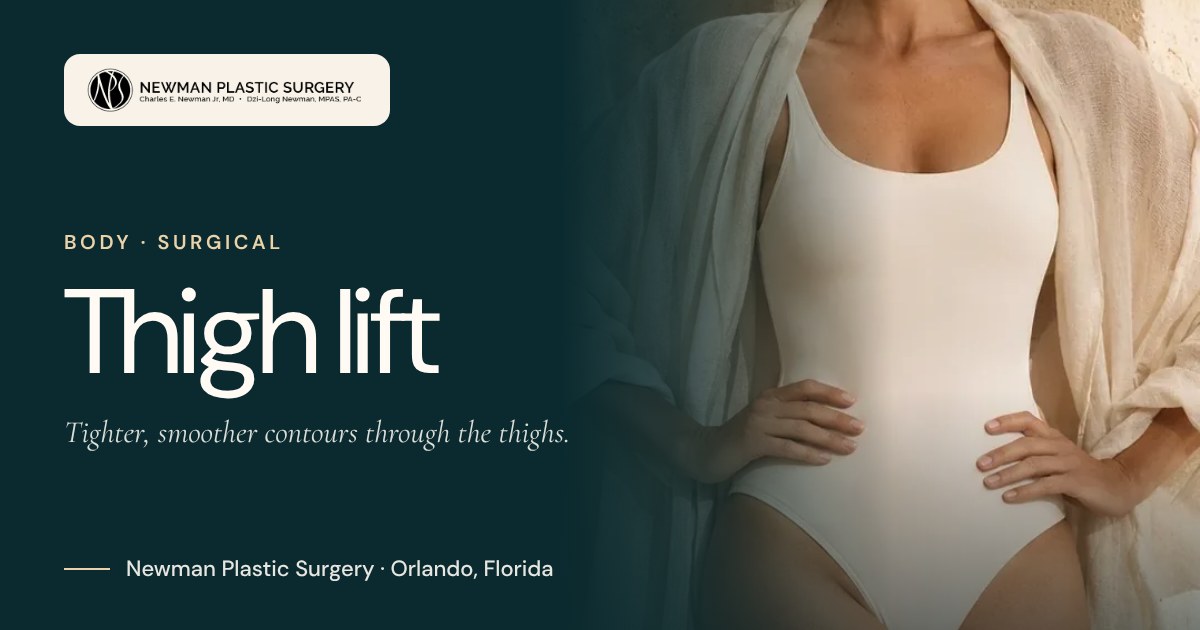 NPS
NEWMAN PLASTIC SURGERY
Charles E. Newman Jr, MD • Dzi-Long Newman, MPAS, PA-C
BODY · SURGICAL
Thigh lift
Tighter, smoother contours through the thighs.
Newman Plastic Surgery · Orlando, Florida